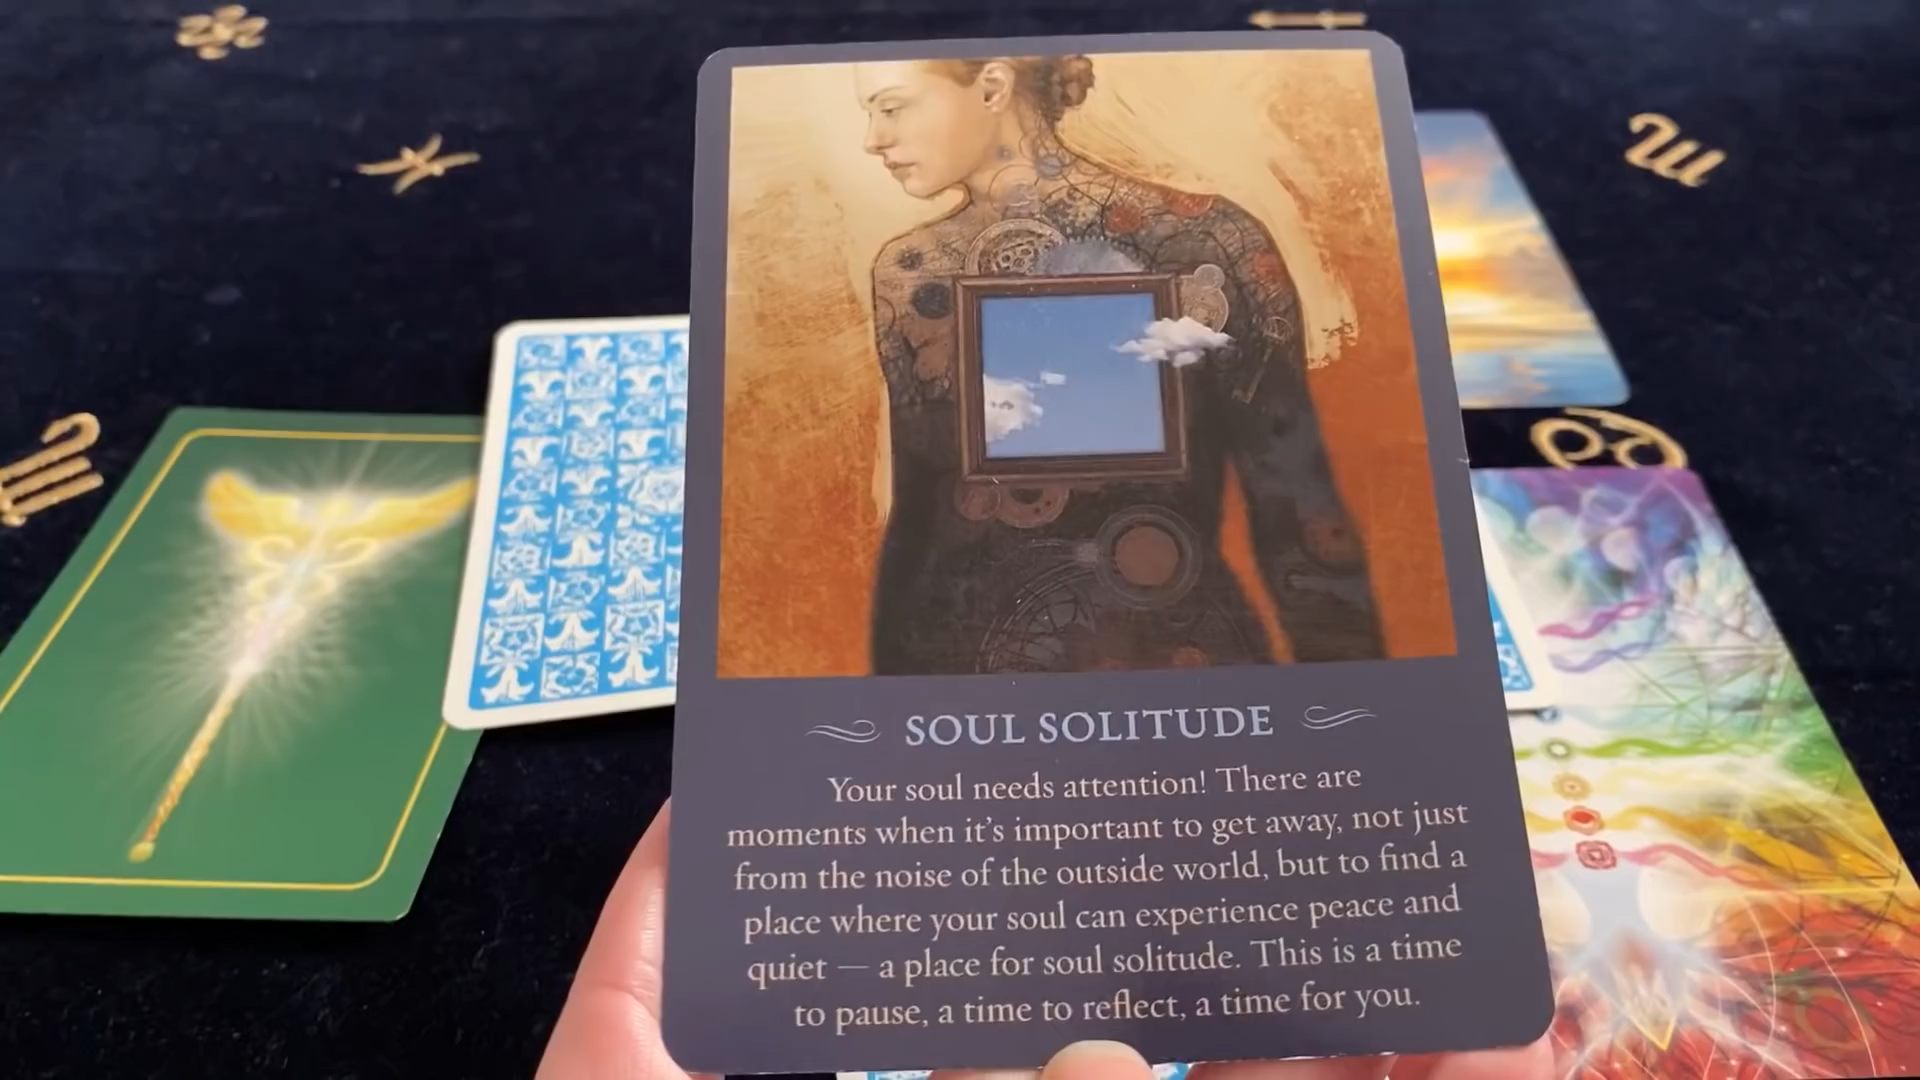 SOUL SOLITUDE
Your soul needs attention! There are
moments when it's important to get away, not just
from the noise of the outside world, but to find a
place where your soul can experience peace and
quiet — a place for soul solitude. This is a time
to pause, a time to reflect, a time for you.